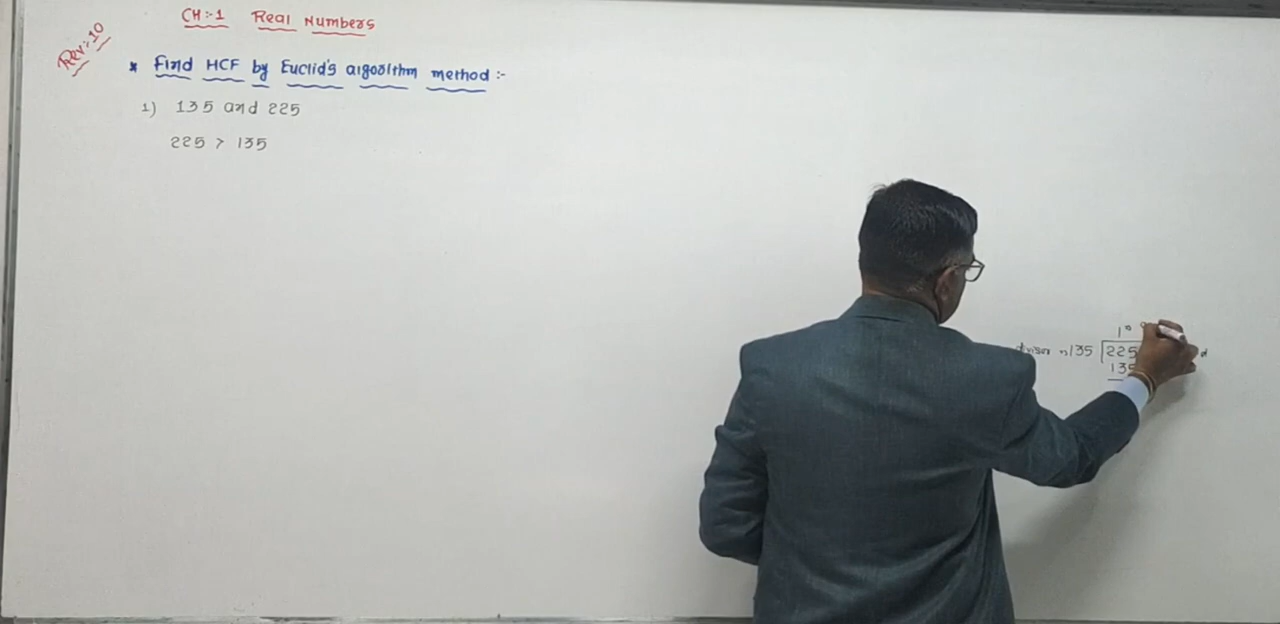 CH:-1 Real Numbers
Rev:-10
* Find HCF by Euclid's algorithm method :-
1) 135 and 225
225 > 135
1
135 225